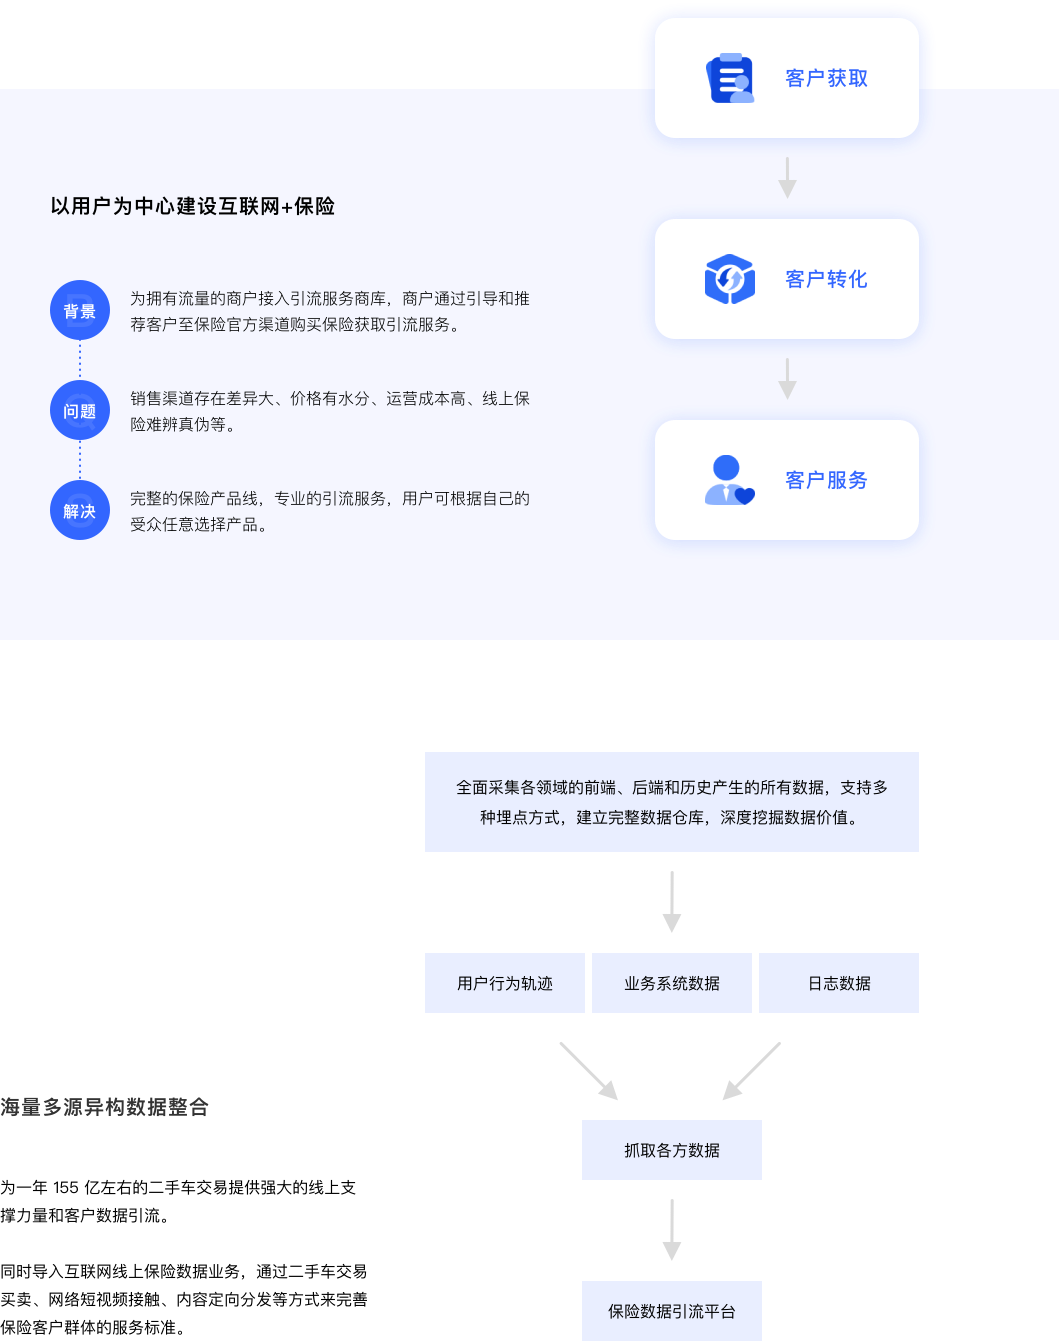 客户获取
以用户为中心建设互联网+保险
背景
为拥有流量的商户接入引流服务商库，商户通过引导和推
荐客户至保险官方渠道购买保险获取引流服务。
客户转化
问题
销售渠道存在差异大、价格有水分、运营成本高、线上保
险难辨真伪等。
客户服务
解决
完整的保险产品线，专业的引流服务，用户可根据自己的
受众任意选择产品。
全面采集各领域的前端、后端和历史产生的所有数据，支持多
种埋点方式，建立完整数据仓库，深度挖掘数据价值。
用户行为轨迹
业务系统数据
日志数据
抓取各方数据
保险数据引流平台
海量多源异构数据整合
为一年 155 亿左右的二手车交易提供强大的线上支
撑力量和客户数据引流。
同时导入互联网线上保险数据业务，通过二手车交易
买卖、网络短视频接触、内容定向分发等方式来完善
保险客户群体的服务标准。